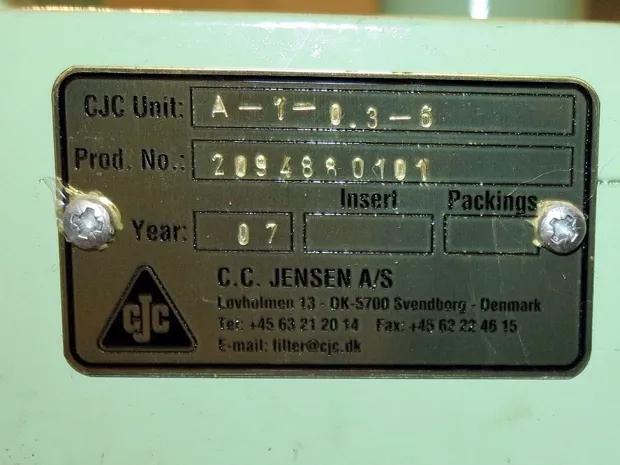 CJC Unit: A-1-0.3-6
Prod. No.: 2094880101
Insert Packings
Year: 07
C.C. JENSEN A/S
Løvholmen 13 - DK-5700 Svendborg - Denmark
Tel: +45 63 21 20 14 Fax: +45 62 22 46 15
E-mail: filter@cjc.dk
CJC